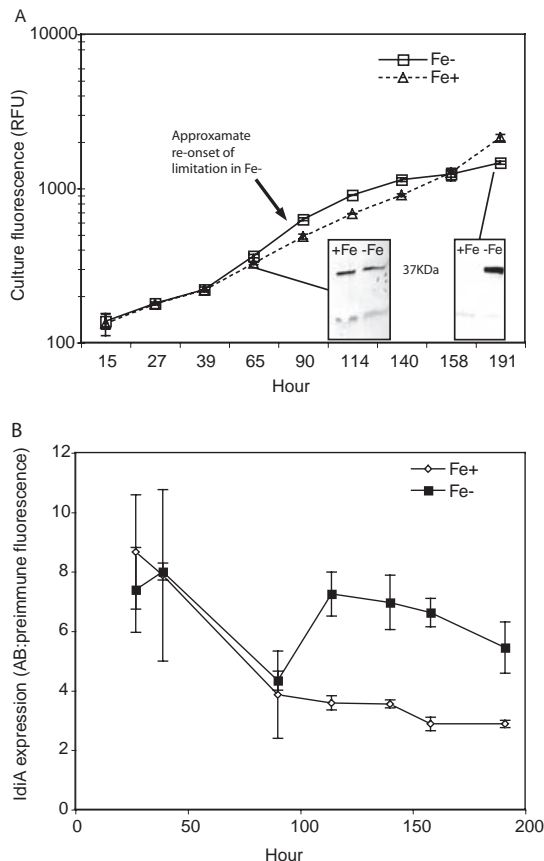 A
10000
1000
100
Culture fluorescence (RFU)
Fe-
Fe+
Approxamate
re-onset of
limitation in Fe-
+Fe -Fe
37KDa
+Fe -Fe
15 27 39 65 90 114 140 158 191
Hour
B
12
10
8
6
4
2
0
IdiA expression (AB:preimmune fluorescence)
Fe+
Fe-
0 50 100 150 200
Hour